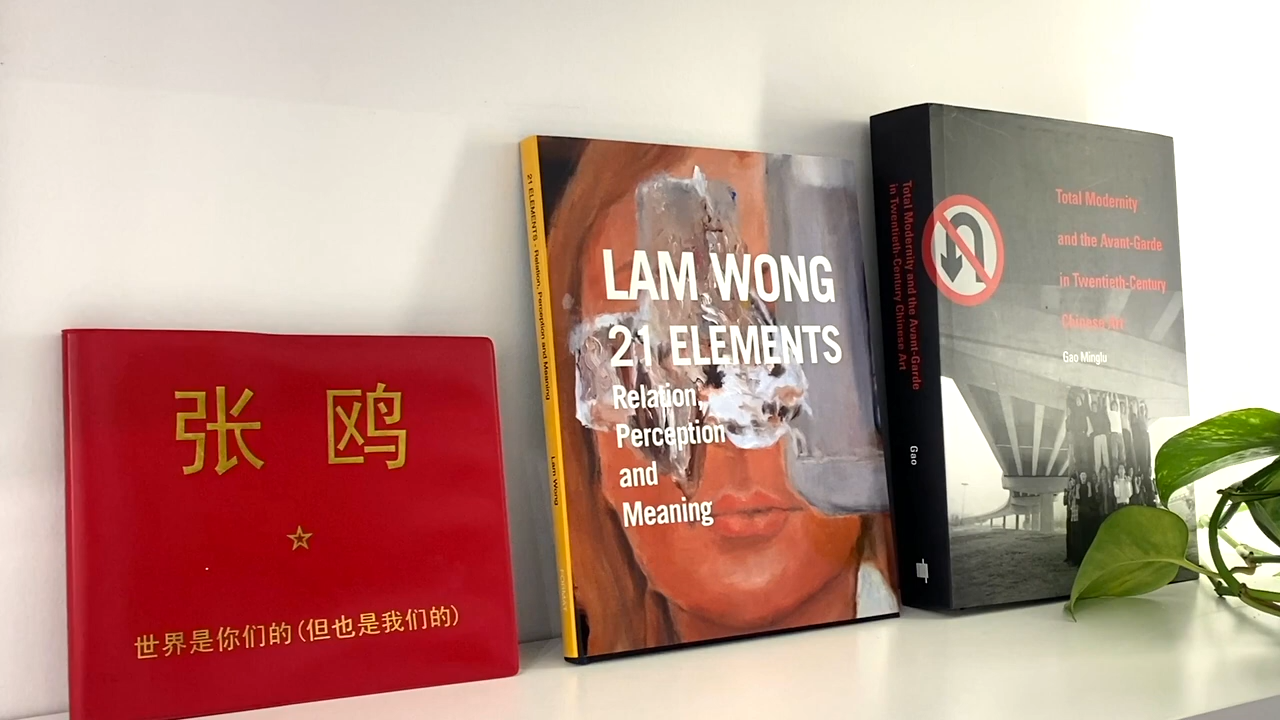 张 鸥
世界是你们的(但也是我们的)
21 ELEMENTS - Relation, Perception and Meaning
Lam Wong
LAM WONG
21 ELEMENTS
Relation,
Perception
and
Meaning
Total Modernity and the Avant-Garde
in Twentieth-Century Chinese Art
Gao
Total Modernity
and the Avant-Garde
in Twentieth-Century
Chinese Art
Gao Minglu